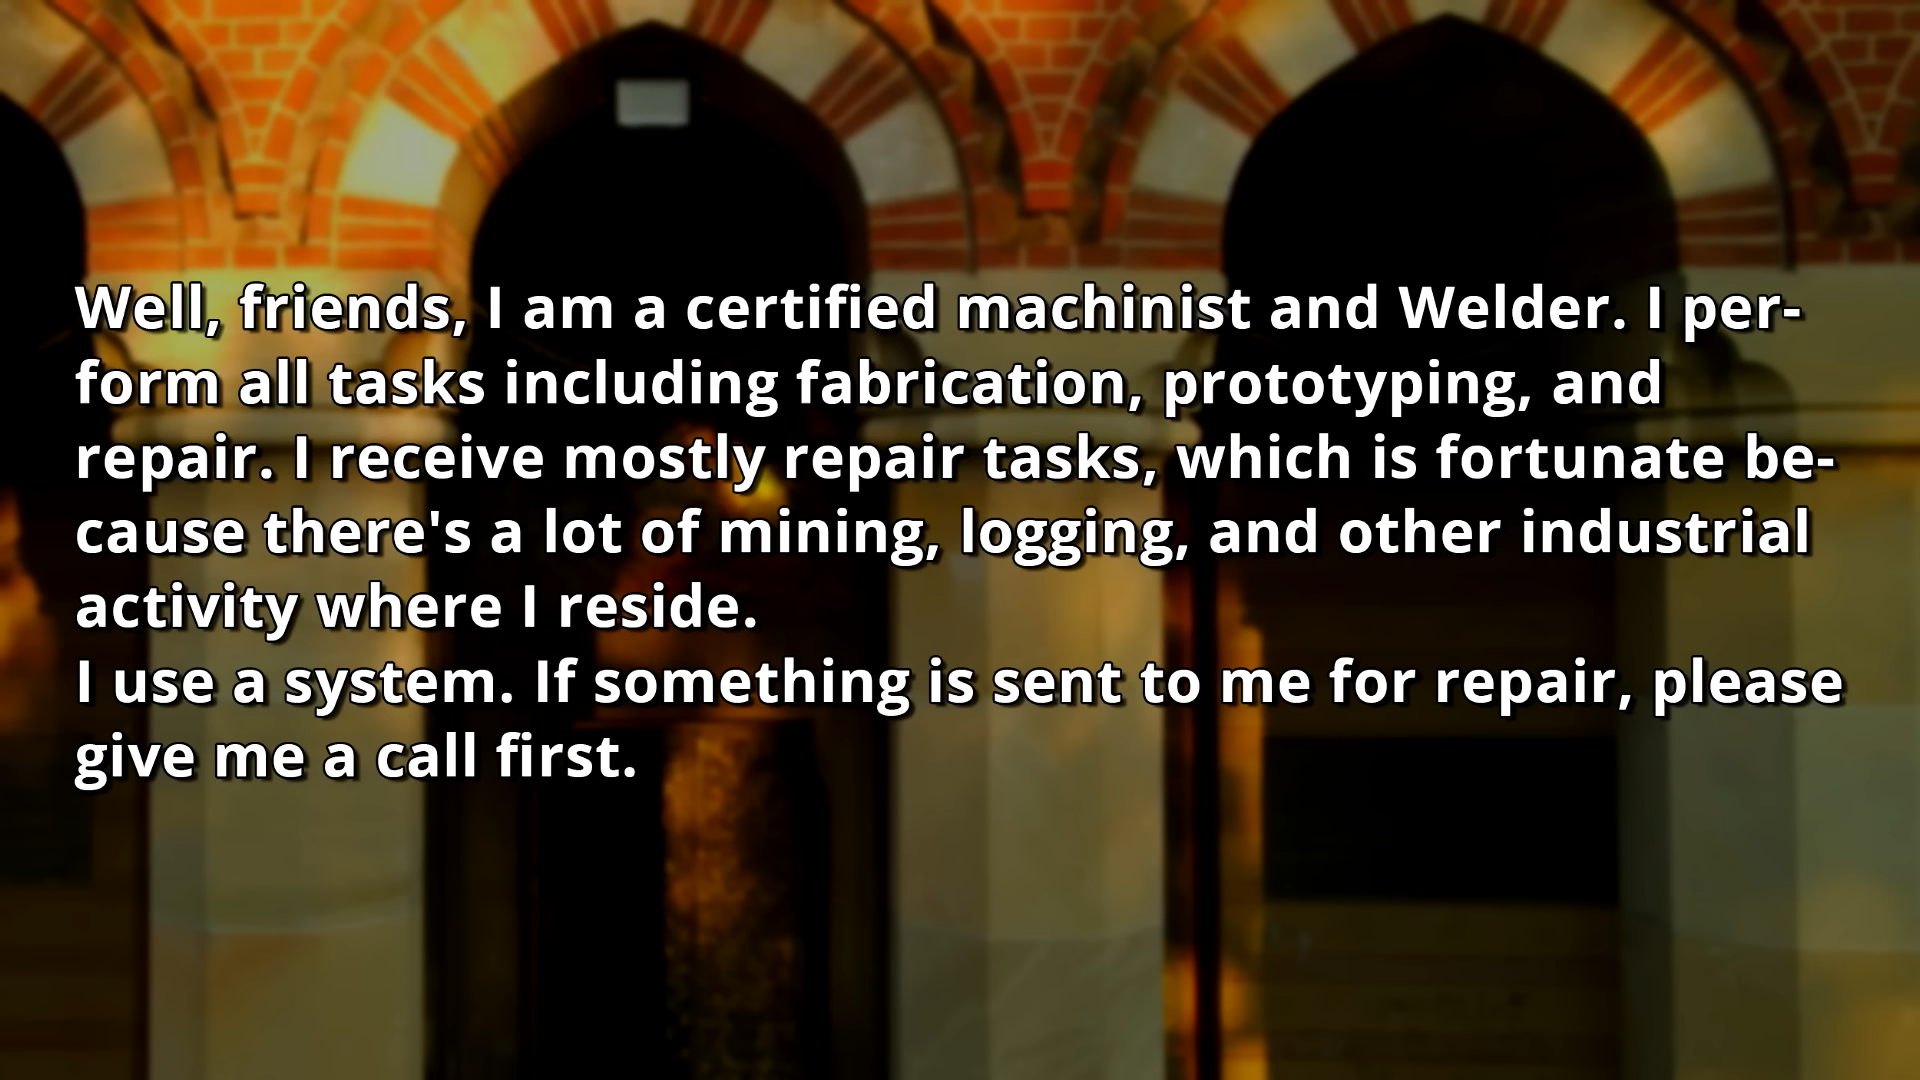 Well, friends, I am a certified machinist and Welder. I per-
form all tasks including fabrication, prototyping, and
repair. I receive mostly repair tasks, which is fortunate be-
cause there's a lot of mining, logging, and other industrial
activity where I reside.
I use a system. If something is sent to me for repair, please
give me a call first.